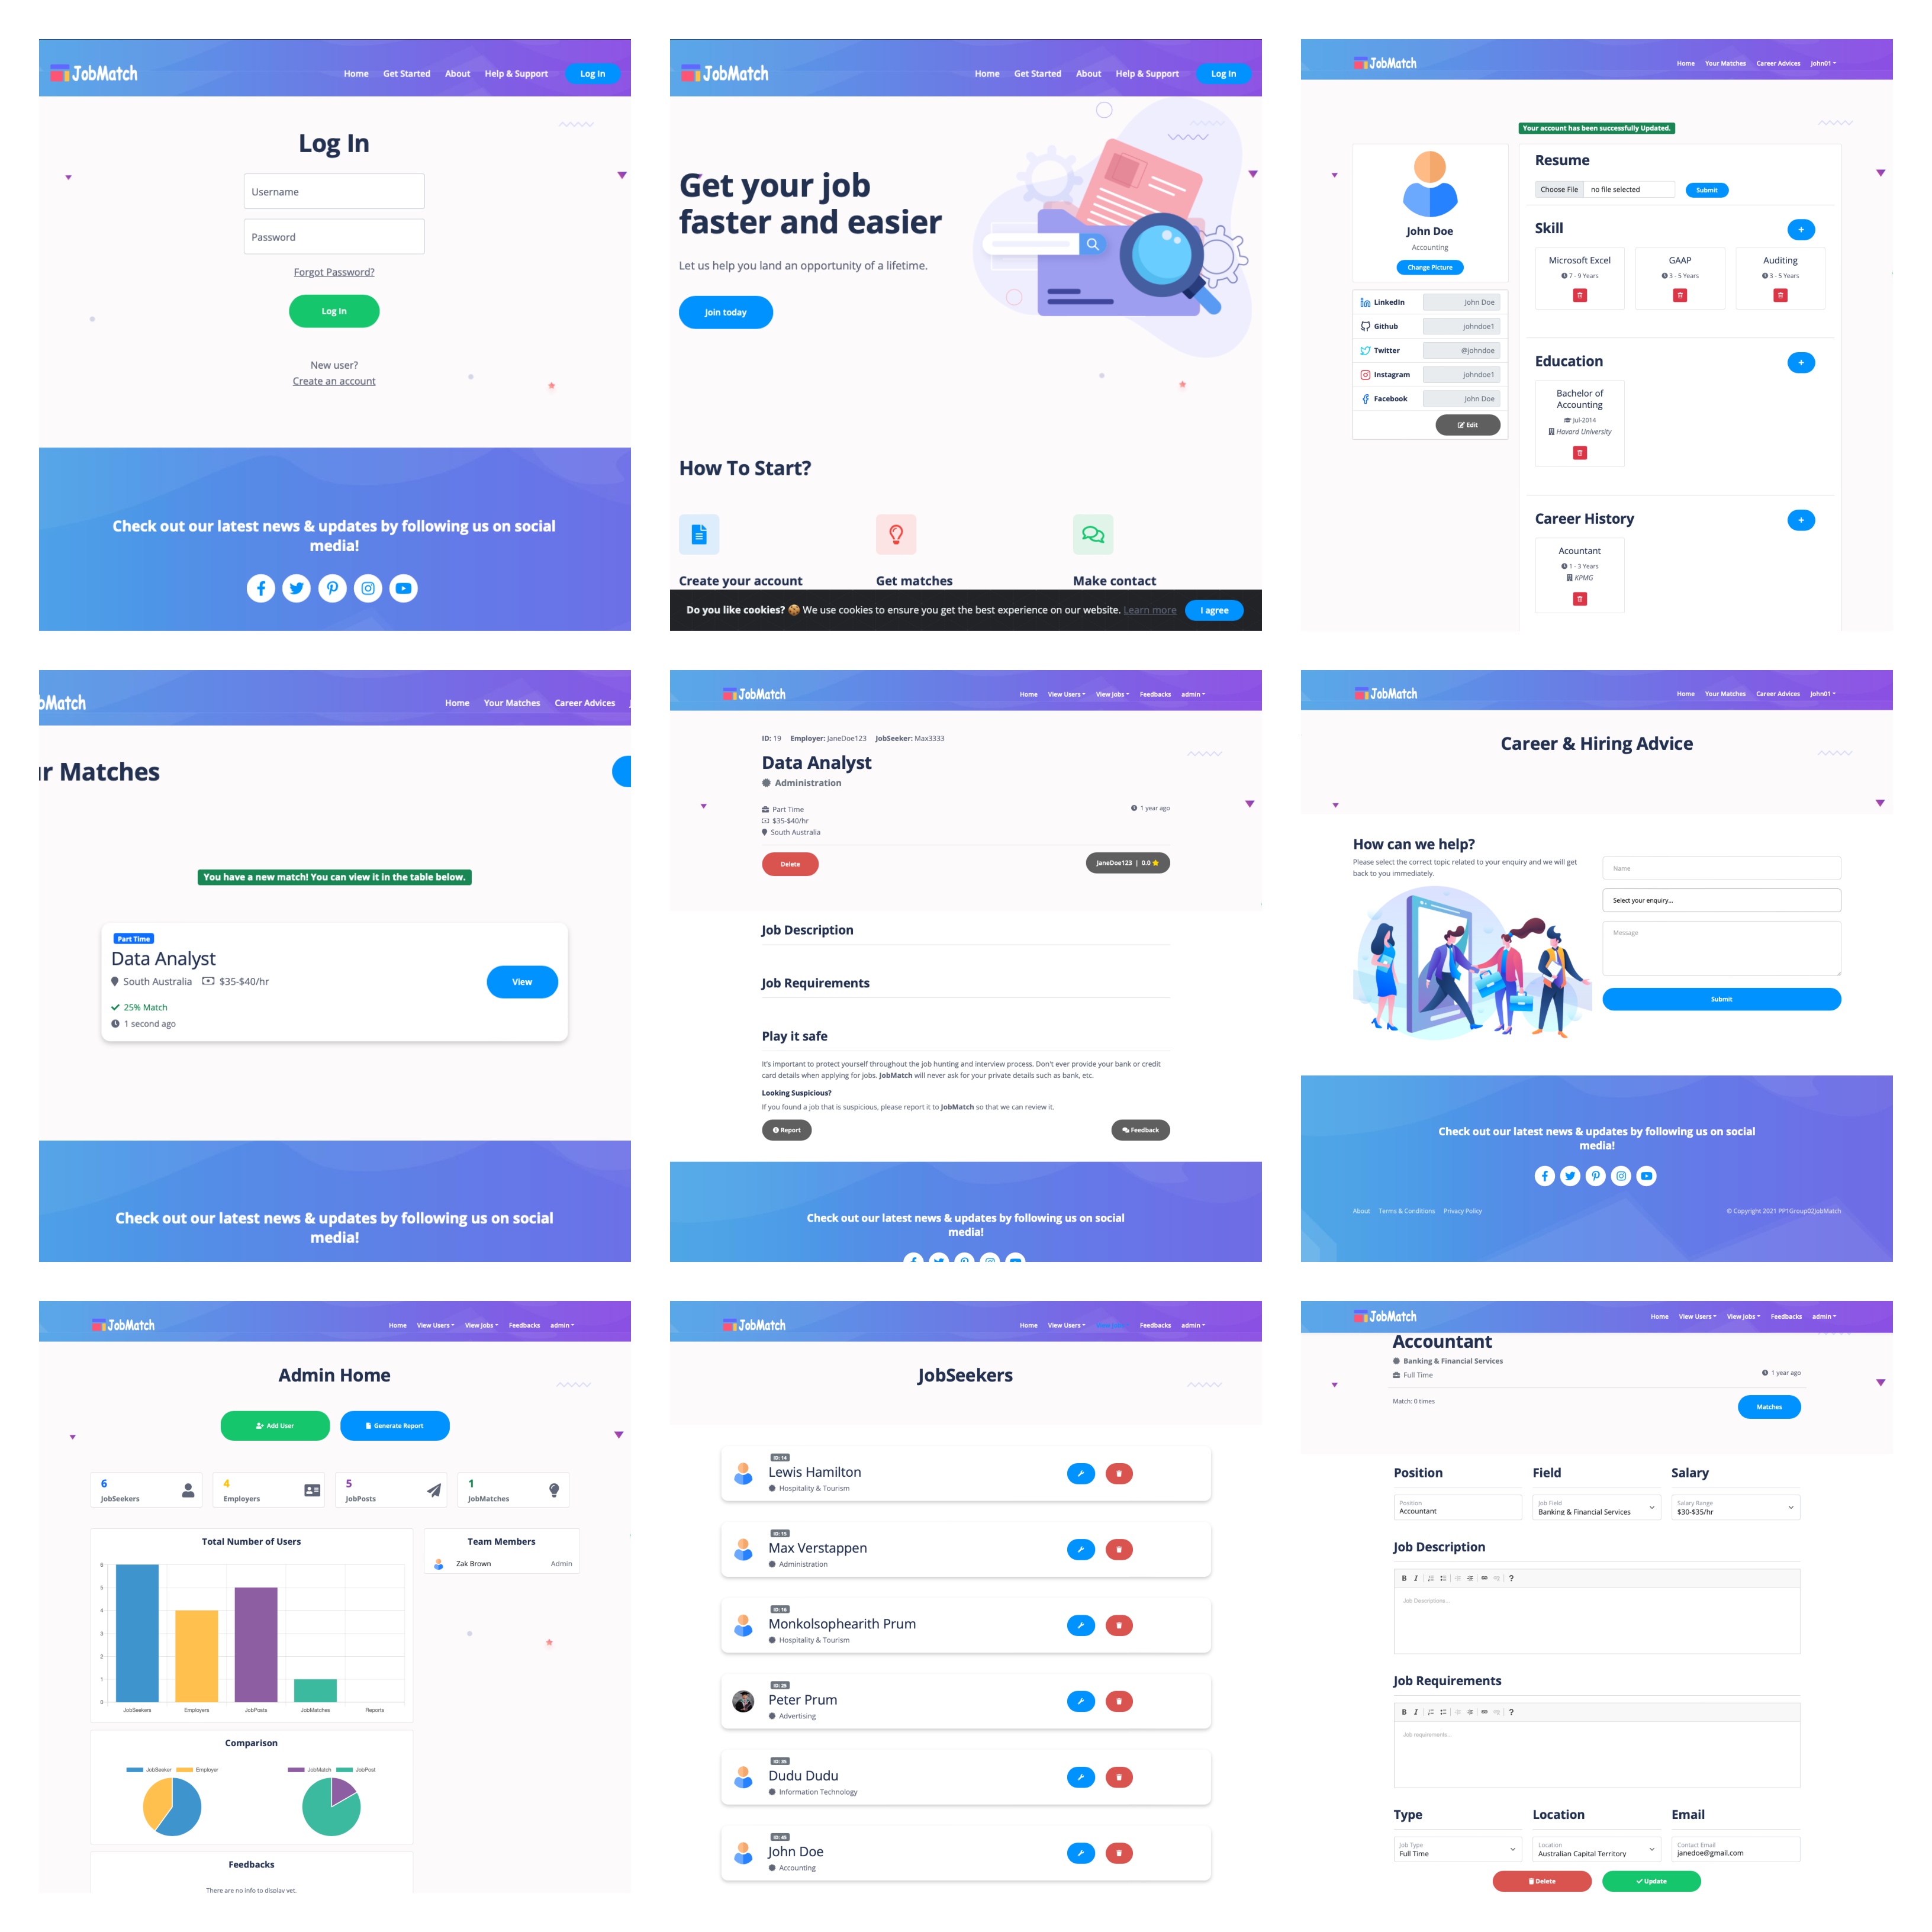 JobMatch
Home Get Started About Help & Support Log In
Log In
Username
Password
Forgot Password?
Log In
New user?
Create an account
Check out our latest news & updates by following us on social
media!
JobMatch
Home Get Started About Help & Support Log In
Get your job
faster and easier
Let us help you land an opportunity of a lifetime.
Join today
How To Start?
Create your account Get matches Make contact
Do you like cookies? We use cookies to ensure you get the best experience on our website. Learn more I agree
JobMatch
Home Your Matches Career Advices John01
Your account has been successfully Updated.
John Doe
Accounting
Change Picture
LinkedIn John Doe
Github johndoe1
Twitter @johndoe
Instagram johndoe1
Facebook John Doe
Edit
Resume
Choose File no file selected Submit
Skill +
Microsoft Excel GAAP Auditing
7 - 9 Years 3 - 5 Years 3 - 5 Years
Education +
Bachelor of
Accounting
Jul-2014
Havard University
Career History +
Acountant
1 - 3 Years
KPMG
bMatch
Home Your Matches Career Advices
r Matches
You have a new match! You can view it in the table below.
Part Time
Data Analyst
South Australia $35-$40/hr
View
25% Match
1 second ago
Check out our latest news & updates by following us on social
media!
JobMatch
Home View Users View Jobs Feedbacks admin
ID: 19 Employer: JaneDoe123 JobSeeker: Max3333
Data Analyst
Administration
Part Time 1 year ago
$35-$40/hr
South Australia
Delete JaneDoe123 | 0.0
Job Description
Job Requirements
Play it safe
It's important to protect yourself throughout the job hunting and interview process. Don't ever provide your bank or credit
card details when applying for jobs. JobMatch will never ask for your private details such as bank, etc.
Looking Suspicious?
If you found a job that is suspicious, please report it to JobMatch so that we can review it.
Report Feedback
Check out our latest news & updates by following us on social
media!
JobMatch
Home Your Matches Career Advices John01
Career & Hiring Advice
How can we help?
Please select the correct topic related to your enquiry and we will get
back to you immediately.
Name
Select your enquiry...
Message
Submit
Check out our latest news & updates by following us on social
media!
About Terms & Conditions Privacy Policy © Copyright 2021 PP1Group02JobMatch
JobMatch
Home View Users View Jobs Feedbacks admin
Admin Home
Add User Generate Report
6 4 5 1
JobSeekers Employers JobPosts JobMatches
Total Number of Users
6
5
4
3
2
1
0
JobSeekers Employers JobPosts JobMatches Reports
Team Members
Zak Brown Admin
Comparison
JobSeeker Employer JobMatch JobPost
Feedbacks
There are no info to display yet.
JobMatch
Home View Users View Jobs Feedbacks admin
JobSeekers
ID: 14
Lewis Hamilton
Hospitality & Tourism
ID: 15
Max Verstappen
Administration
ID: 16
Monkolsophearith Prum
Hospitality & Tourism
ID: 25
Peter Prum
Advertising
ID: 35
Dudu Dudu
Information Technology
ID: 45
John Doe
Accounting
JobMatch
Home View Users View Jobs Feedbacks admin
Accountant
Banking & Financial Services
Full Time 1 year ago
Match: 0 times Matches
Position Field Salary
Position Job Field Salary Range
Accountant Banking & Financial Services $30-$35/hr
Job Description
B I ?
Job Descriptions...
Job Requirements
B I ?
Job requirements...
Type Location Email
Job Type Location Contact Email
Full Time Australian Capital Territory janedoe@gmail.com
Delete Update